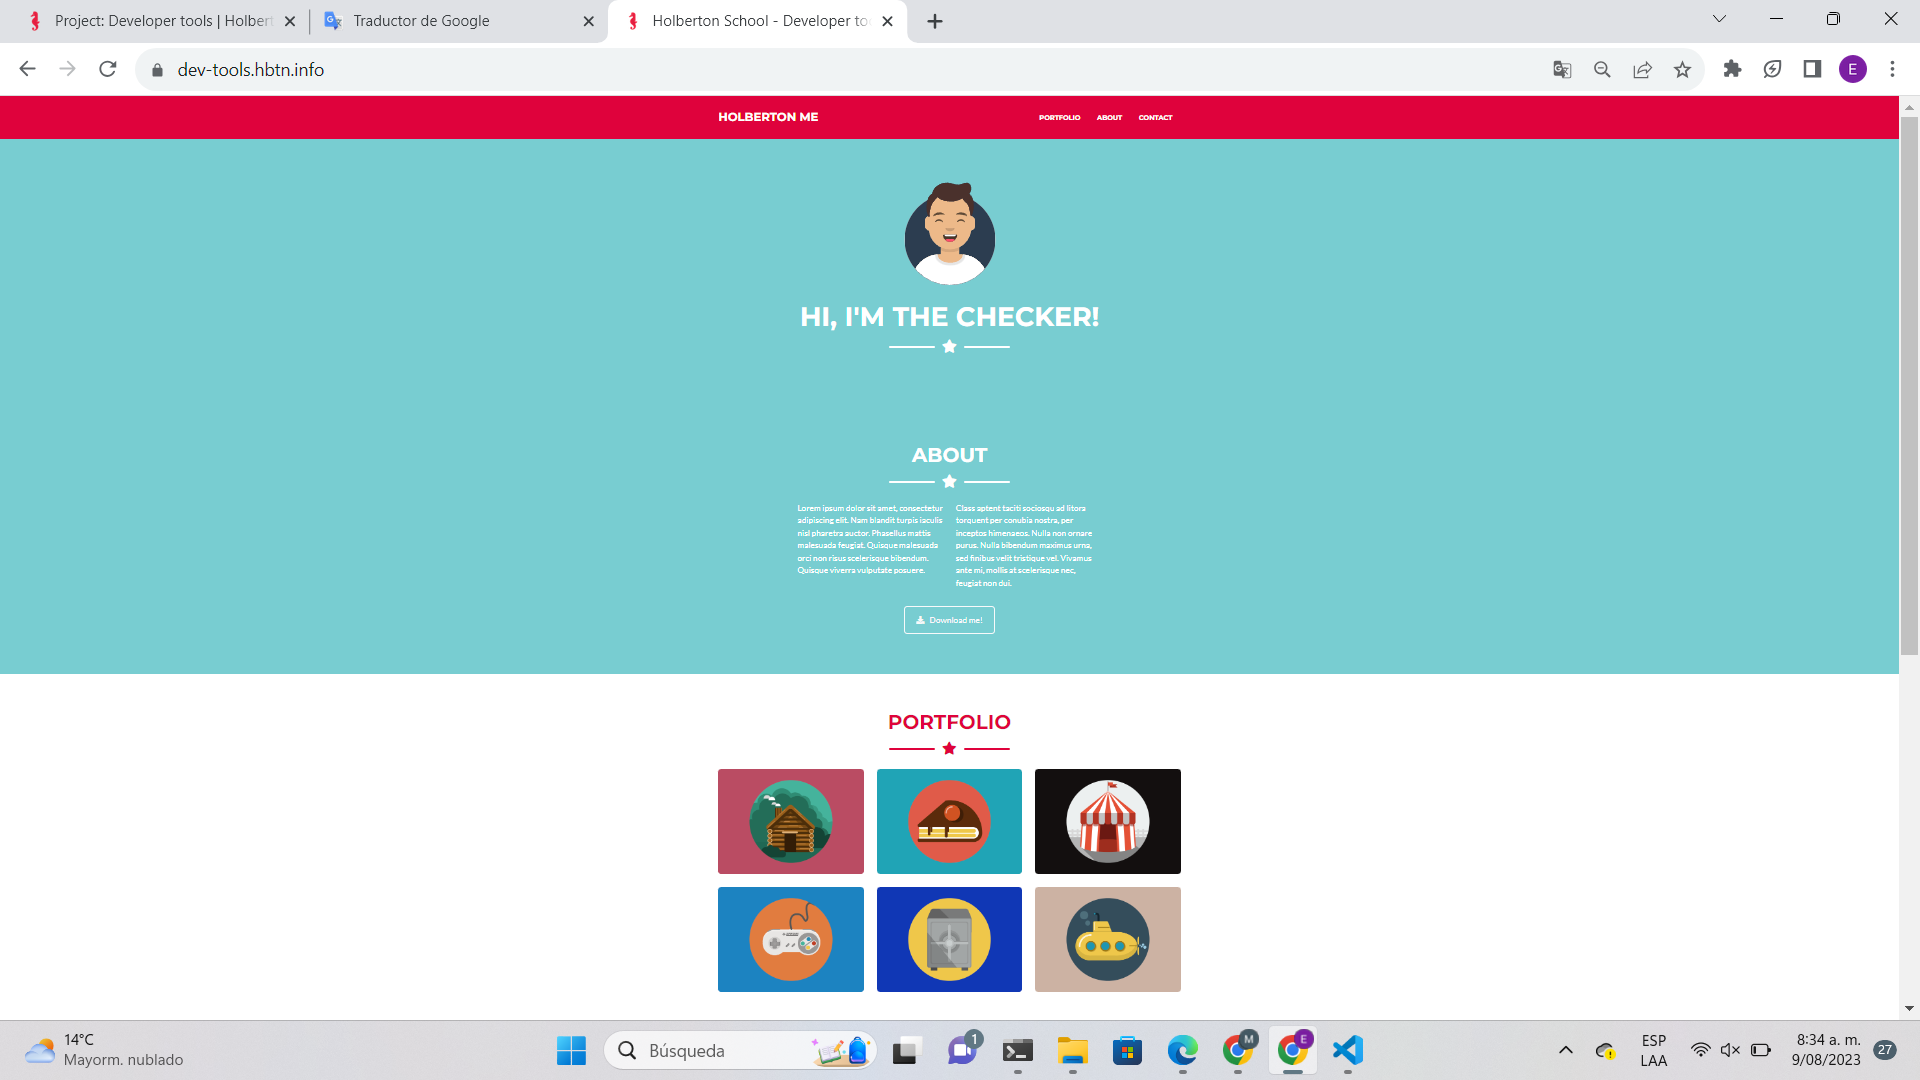 Project: Developer tools | Holbert
Traductor de Google
Holberton School - Developer to
dev-tools.hbtn.info
E
HOLBERTON ME
PORTFOLIO
ABOUT
CONTACT
HI, I'M THE CHECKER!
ABOUT
Lorem ipsum dolor sit amet, consectetur
adipiscing elit. Nam blandit turpis iaculis
nisl pharetra auctor. Phasellus mattis
malesuada feugiat. Quisque malesuada
orci non risus scelerisque bibendum.
Quisque viverra vulputate posuere.
Class aptent taciti sociosqu ad litora
torquent per conubia nostra, per
inceptos himenaeos. Nulla non ornare
purus. Nulla bibendum maximus urna,
sed finibus velit tristique vel. Vivamus
ante mi, mollis at scelerisque nec,
feugiat non dui.
Download me!
PORTFOLIO
14°C
Mayorm. nublado
Búsqueda
1
M
E
ESP
LAA
8:34 a. m.
9/08/2023
27